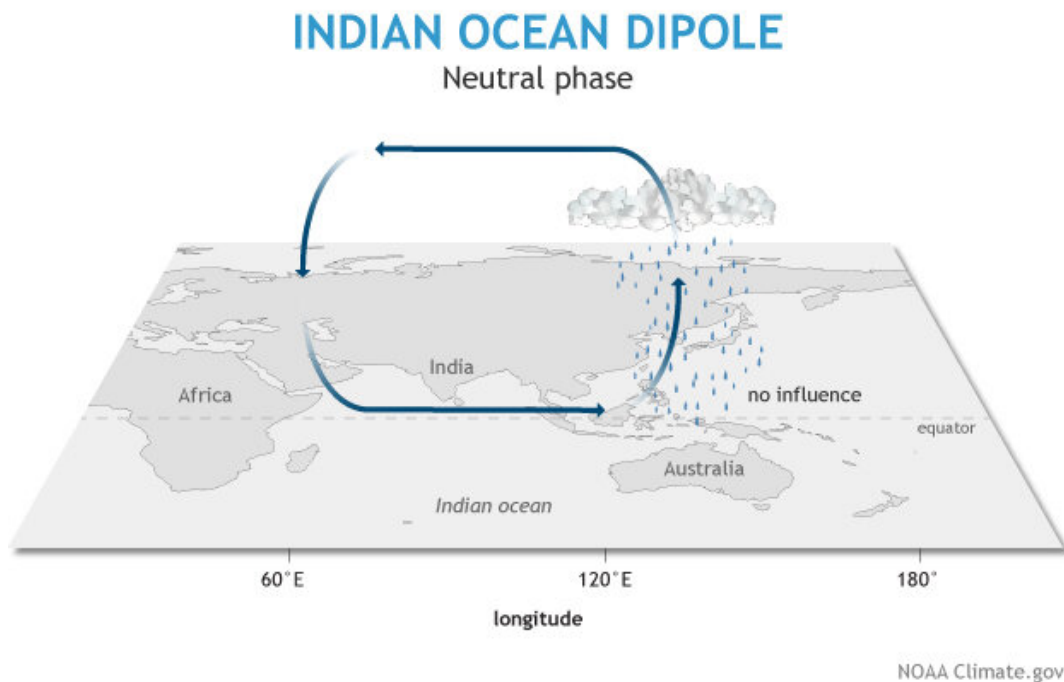 INDIAN OCEAN DIPOLE
Neutral phase
India
Africa
no influence
equator
Australia
Indian ocean
60°E
120°E
180°
longitude
NOAA Climate.gov